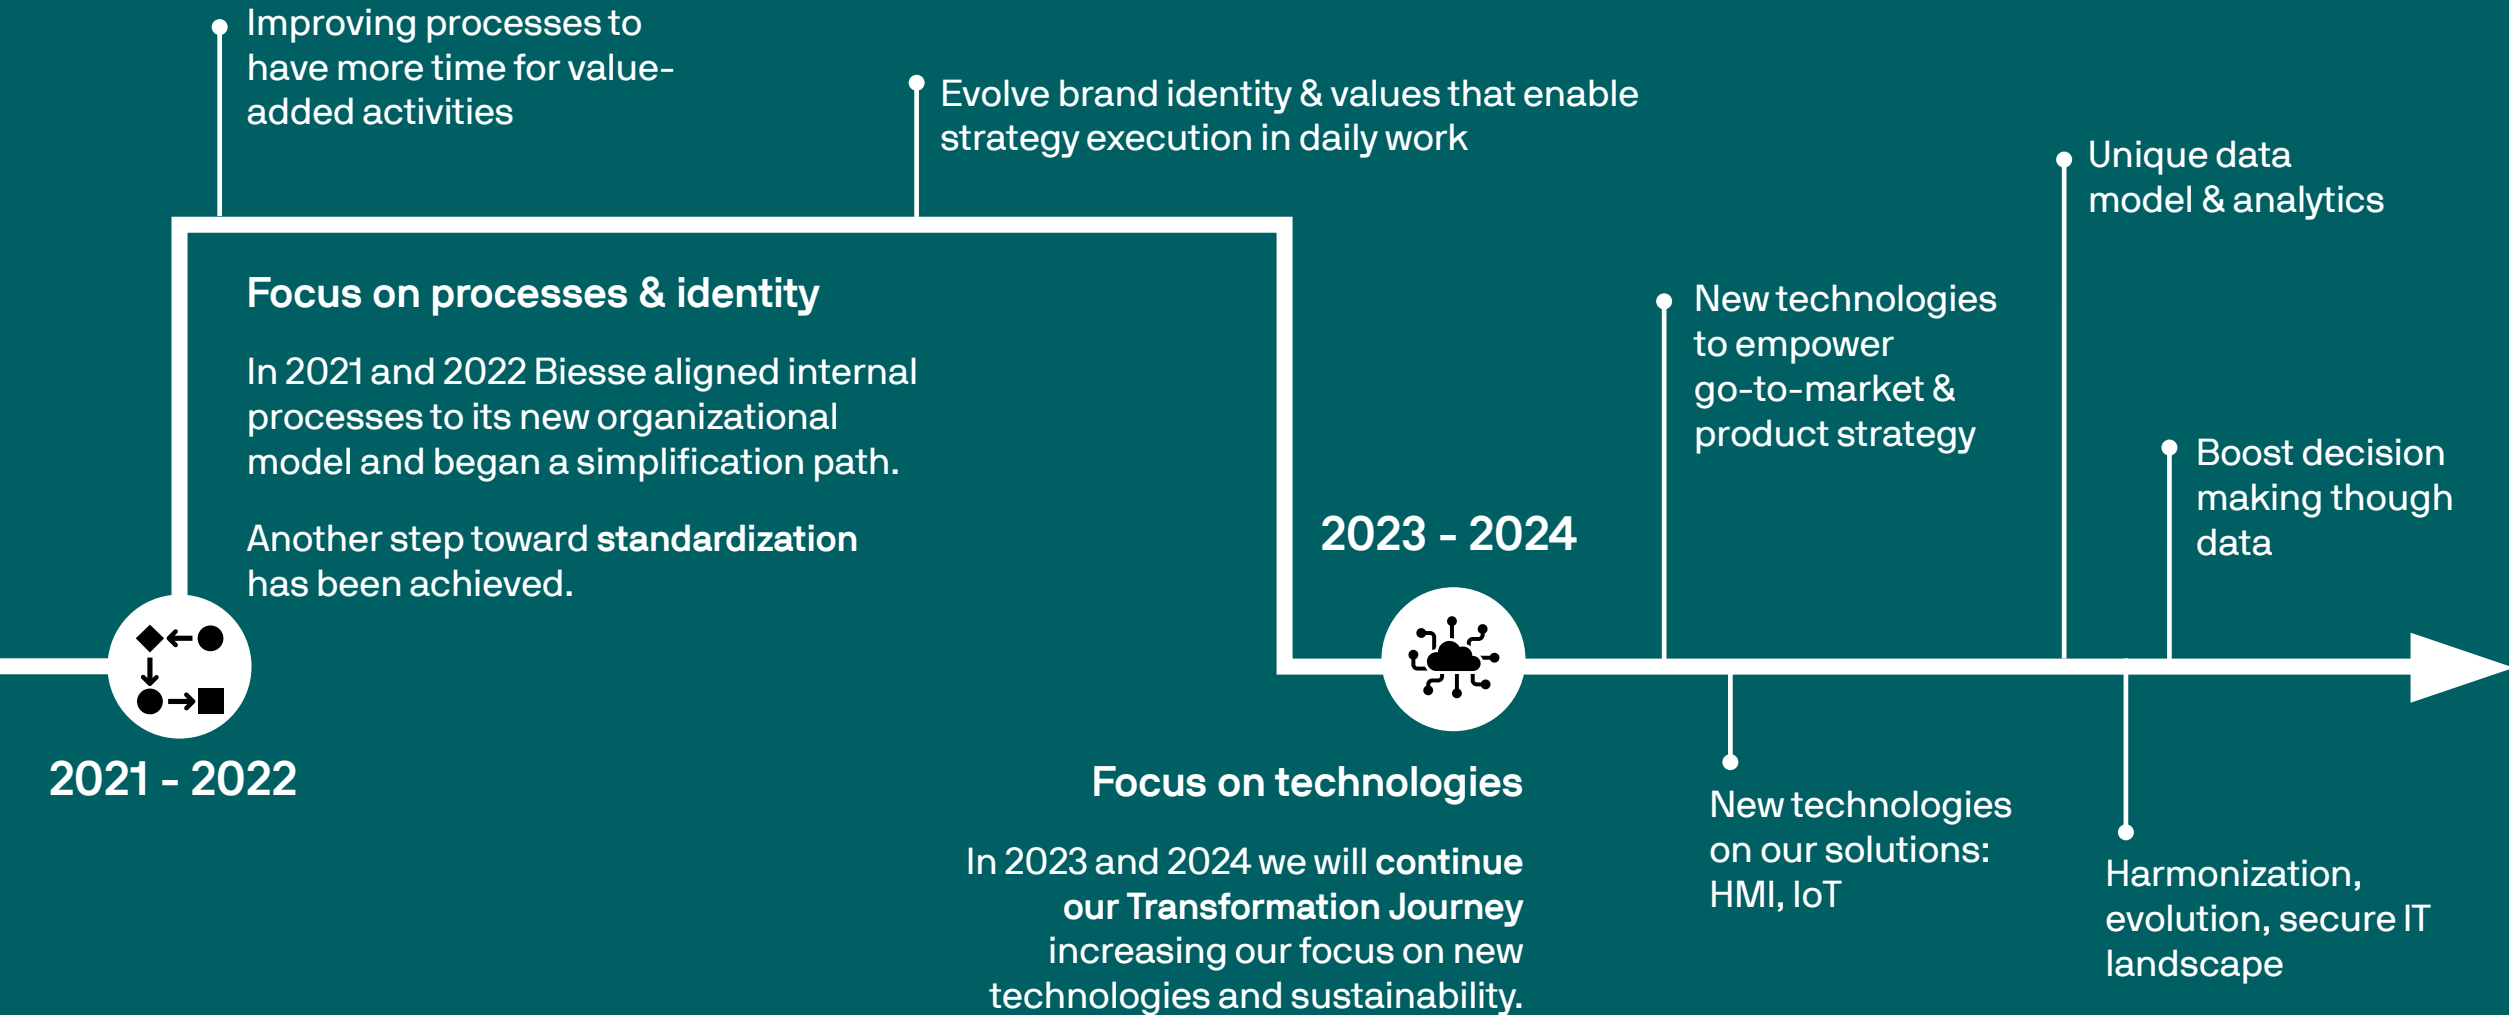 Improving processes to
have more time for value-
added activities
Evolve brand identity & values that enable
strategy execution in daily work
Focus on processes & identity
In 2021 and 2022 Biesse aligned internal
processes to its new organizational
model and began a simplification path.
Another step toward standardization
has been achieved.
2021 - 2022
2023 - 2024
Focus on technologies
In 2023 and 2024 we will continue
our Transformation Journey
increasing our focus on new
technologies and sustainability.
New technologies
to empower
go-to-market &
product strategy
New technologies
on our solutions:
HMI, IoT
Unique data
model & analytics
Harmonization,
evolution, secure IT
landscape
Boost decision
making though
data